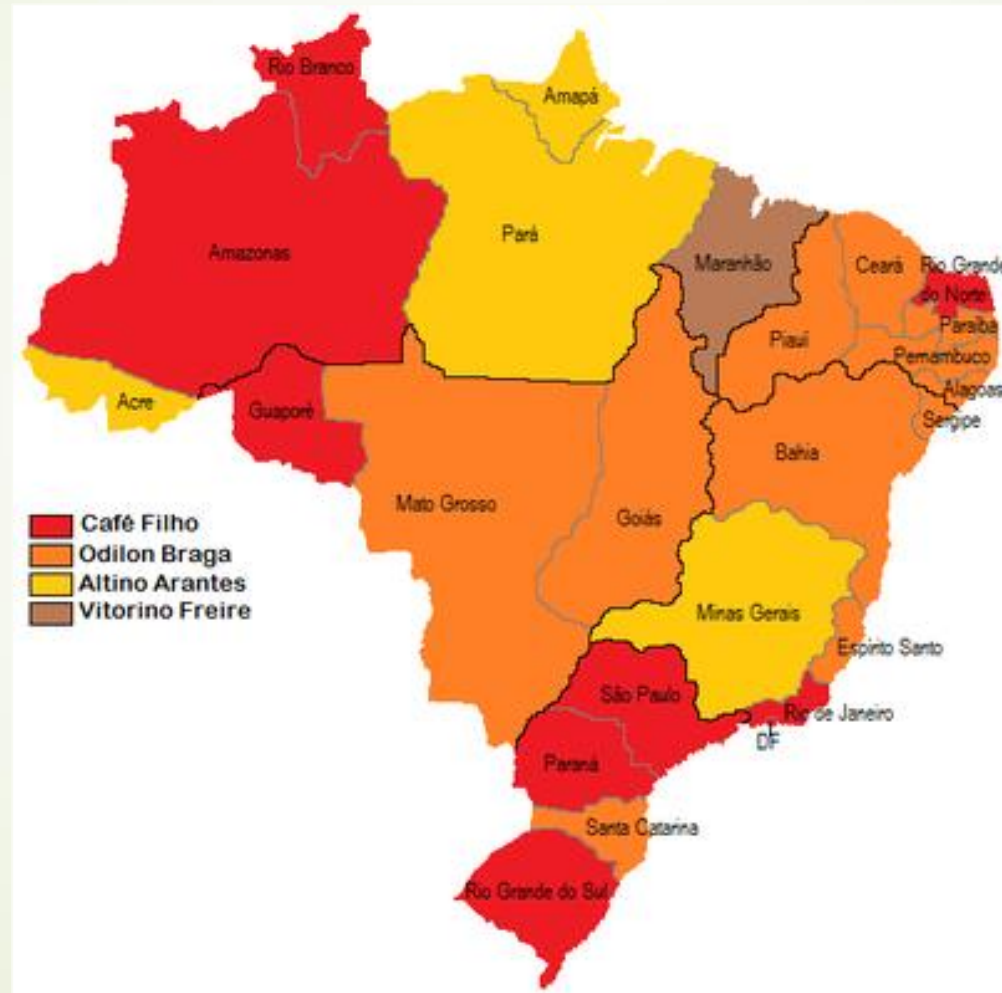 Rio Branco
Amapá
Amazonas
Pará
Maranhão
Ceará
Rio Grande
do Norte
Paraiba
Piauí
Pernambuco
Alagoas
Sergipe
Acre
Guaporé
Bahia
Mato Grosso
Goiás
Café Filho
Odilon Braga
Altino Arantes
Vitorino Freire
Minas Gerais
Espirito Santo
São Paulo
Rio de Janeiro
DF
Paraná
Santa Catarina
Rio Grande do Sul